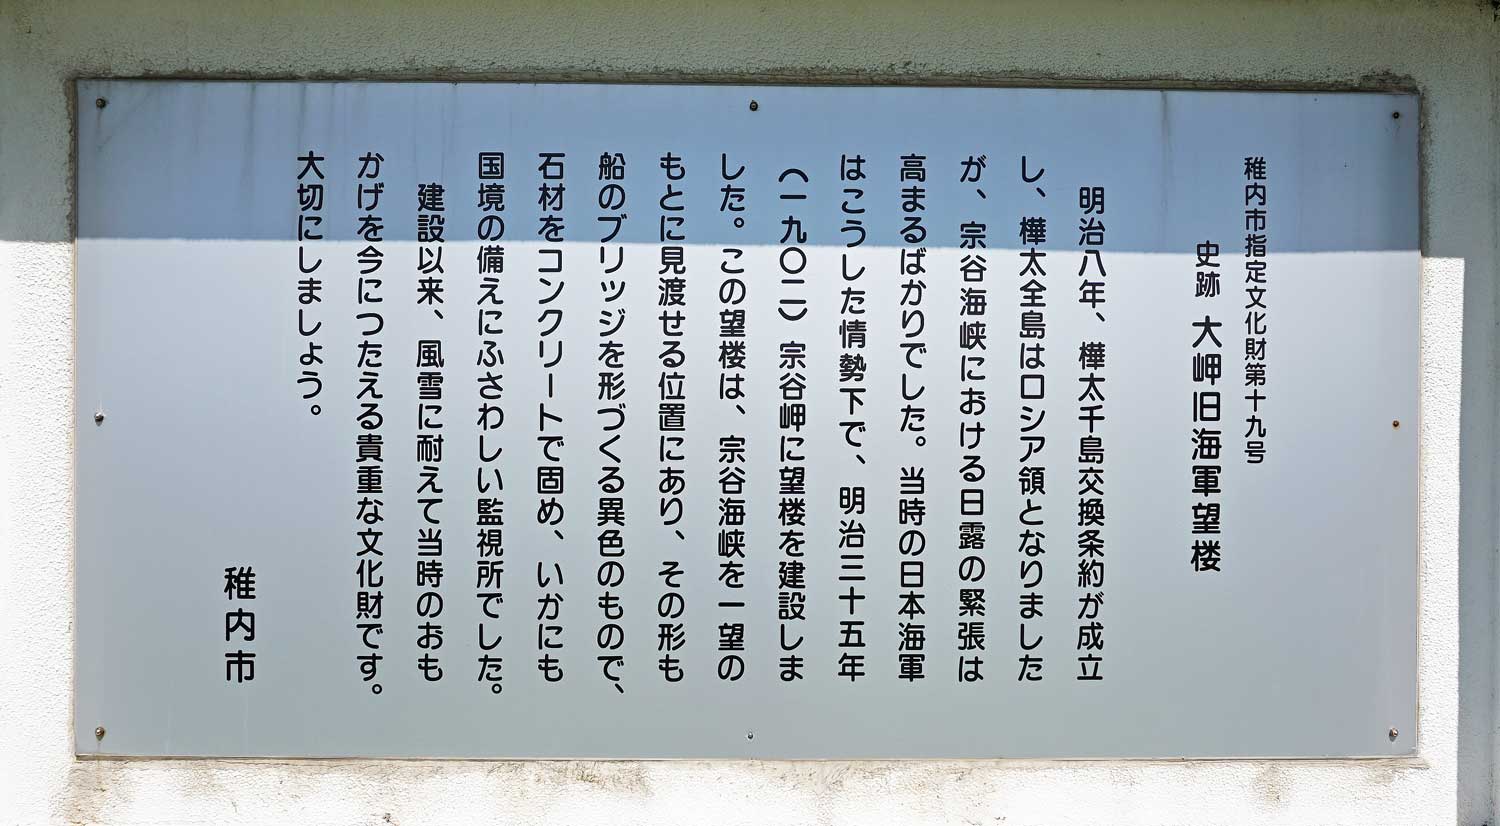 稚内市指定文化財第十九号
史跡 大岬旧海軍望楼
明治八年、樺太千島交換条約が成立
し、樺太全島はロシア領となりました
が、宗谷海峡における日露の緊張は
高まるばかりでした。当時の日本海軍
はこうした情勢下で、明治三十五年
(一九〇二)宗谷岬に望楼を建設しま
した。この望楼は、宗谷海峡を一望の
もとに見渡せる位置にあり、その形も
船のブリッジを形づくる異色のもので、
石材をコンクリートで固め、いかにも
国境の備えにふさわしい監視所でした。
建設以来、風雪に耐えて当時のおも
かげを今につたえる貴重な文化財です。
大切にしましょう。
稚内市